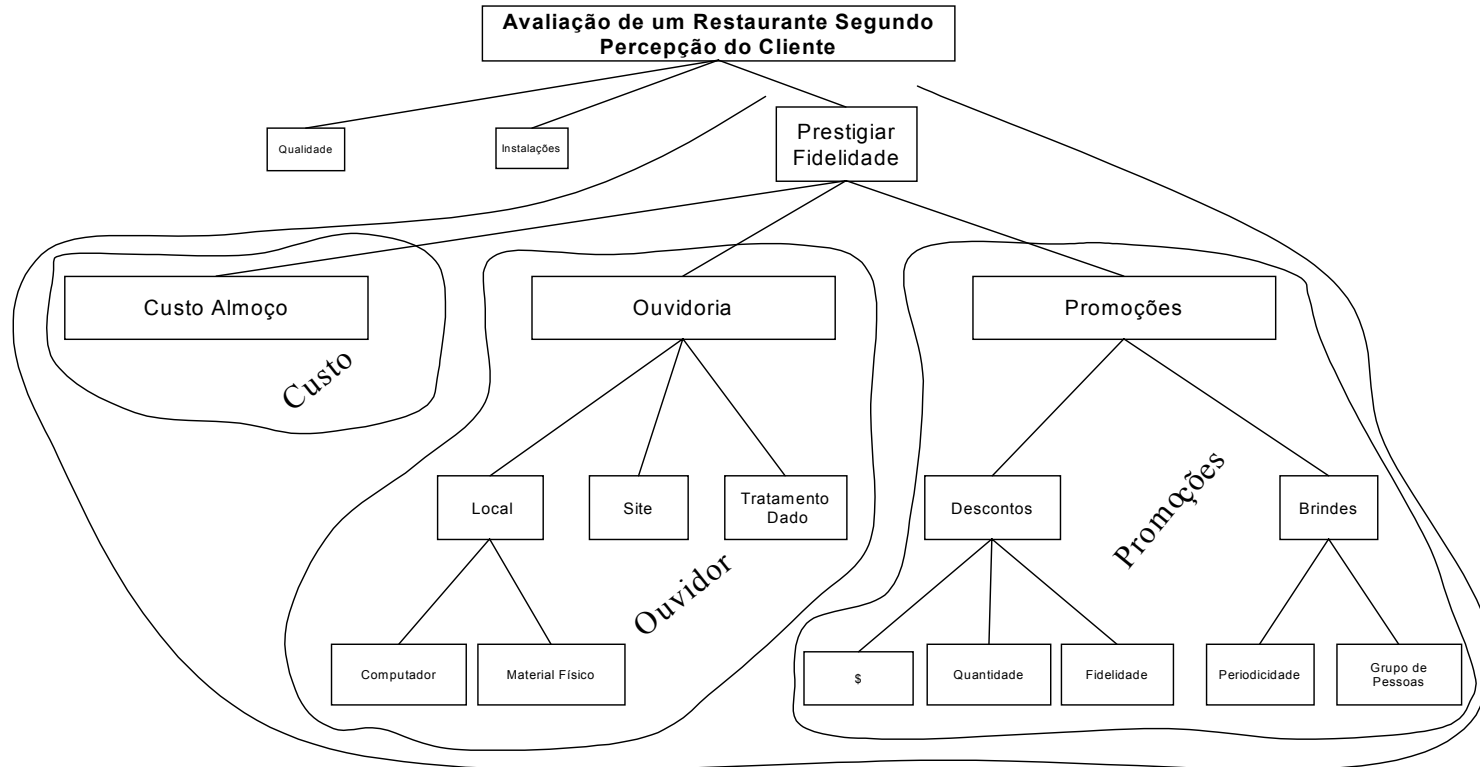 Avaliação de um Restaurante Segundo
Percepção do Cliente
Qualidade
Instalações
Prestigiar
Fidelidade
Custo Almoço
Ouvidoria
Promoções
Custo
Local
Site
Tratamento
Dado
Descontos
Brindes
Promoções
Ouvidor
Computador
Material Físico
$
Quantidade
Fidelidade
Periodicidade
Grupo de
Pessoas